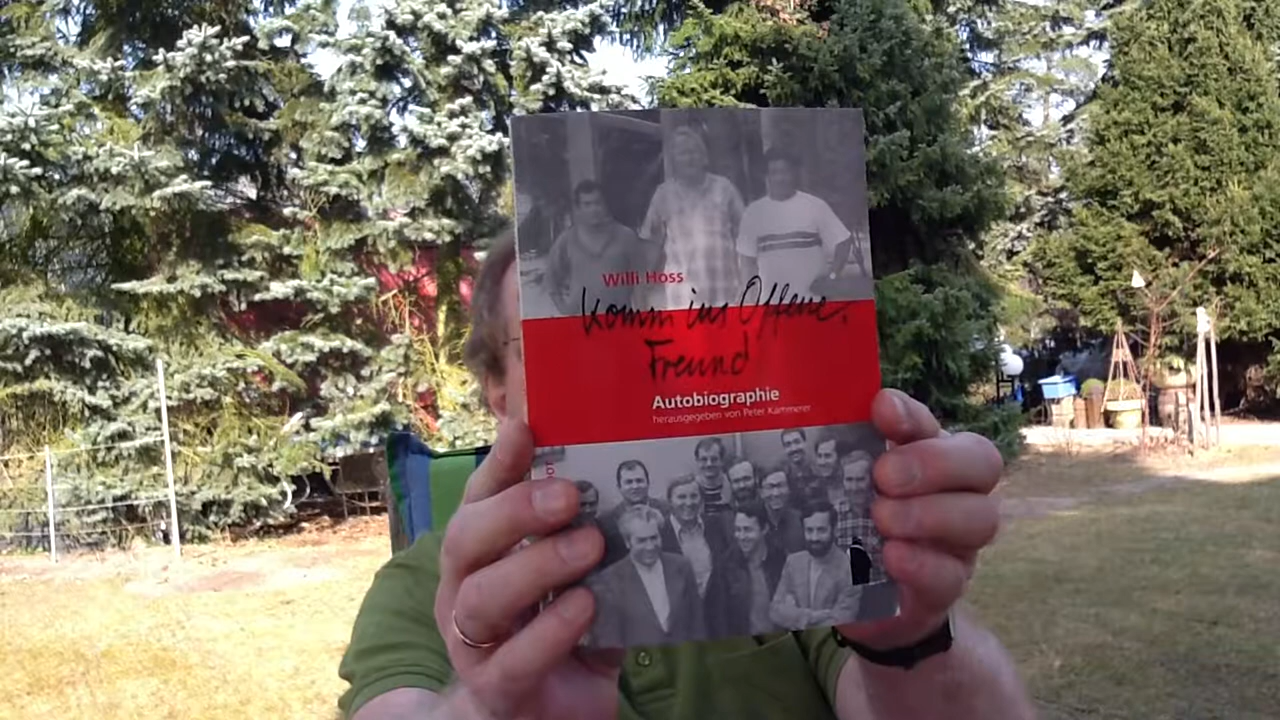 Willi Hoss
Komm ins Offene,
Freund
Autobiographie
herausgegeben von Peter Kammerer